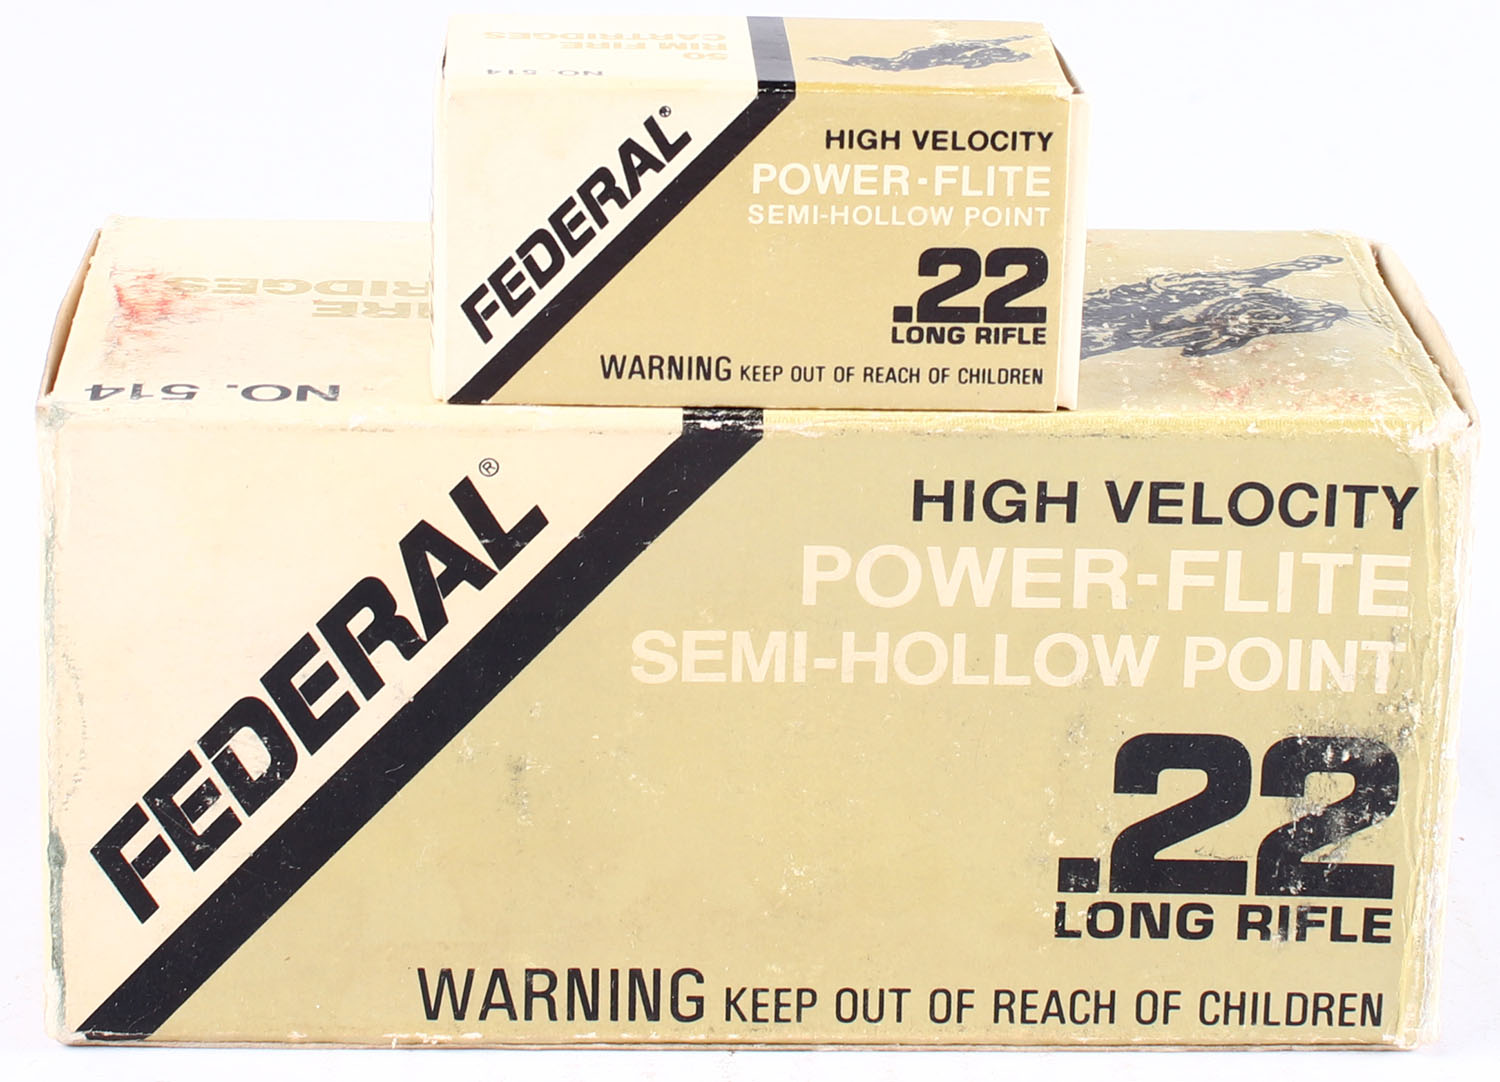 50
RIM FIRE
CARTRIDGES
NO. 514
FEDERAL®
HIGH VELOCITY
POWER-FLITE
SEMI-HOLLOW POINT
.22
LONG RIFLE
WARNING KEEP OUT OF REACH OF CHILDREN
NO. 514
FEDERAL®
HIGH VELOCITY
POWER-FLITE
SEMI-HOLLOW POINT
.22
LONG RIFLE
WARNING KEEP OUT OF REACH OF CHILDREN